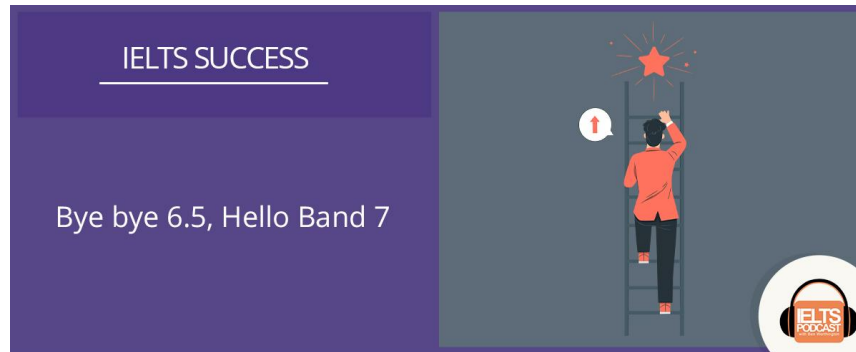 IELTS SUCCESS
Bye bye 6.5, Hello Band 7
IELTS
PODCAST